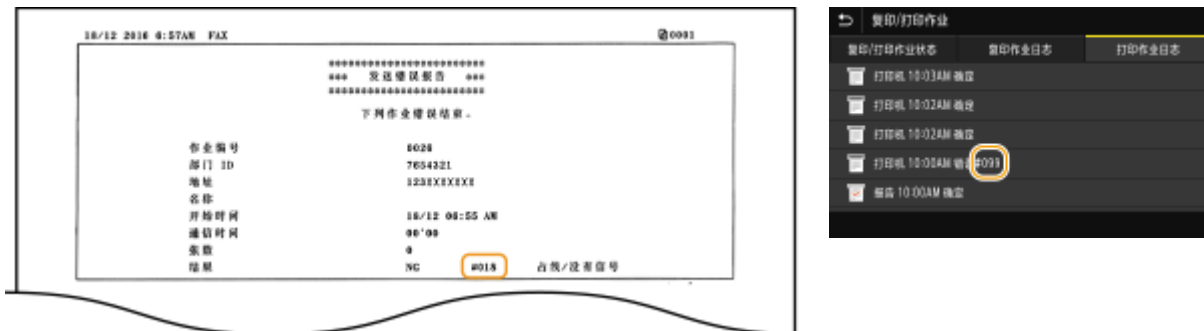 18/12 2016 6:57AM FAX 0001
************************
*** 发送错误报告 ***
************************
下列作业错误结束。
作业编号 0026
部门 ID 7654321
地址 123XXXXXXX
名称
开始时间 18/12 06:55 AM
通信时间 00'00
张数 0
结果 NG #018 占线/没有信号
复印/打印作业
复印/打印作业状态 复印作业日志 打印作业日志
打印机 10:03AM 确定
打印机 10:02AM 确定
打印机 10:02AM 确定
打印机 10:00AM 错误 #099
报告 10:00AM 确定